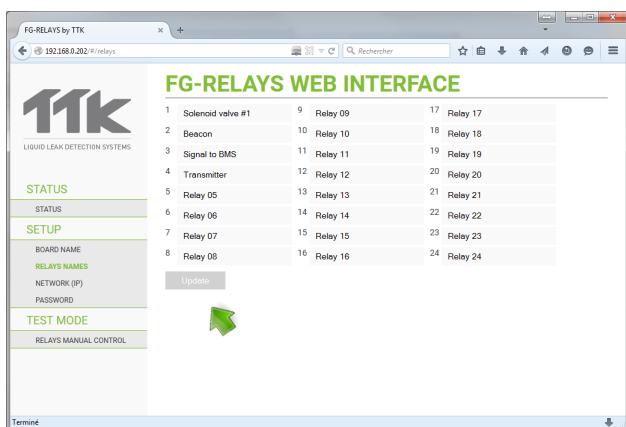 FG-RELAYS by TTK
192.168.0.202/#/relays
Rechercher
TTK
LIQUID LEAK DETECTION SYSTEMS
STATUS
STATUS
SETUP
BOARD NAME
RELAYS NAMES
NETWORK (IP)
PASSWORD
TEST MODE
RELAYS MANUAL CONTROL
FG-RELAYS WEB INTERFACE
1 Solenoid valve #1
2 Beacon
3 Signal to BMS
4 Transmitter
5 Relay 05
6 Relay 06
7 Relay 07
8 Relay 08
9 Relay 09
10 Relay 10
11 Relay 11
12 Relay 12
13 Relay 13
14 Relay 14
15 Relay 15
16 Relay 16
17 Relay 17
18 Relay 18
19 Relay 19
20 Relay 20
21 Relay 21
22 Relay 22
23 Relay 23
24 Relay 24
Update
Terminé